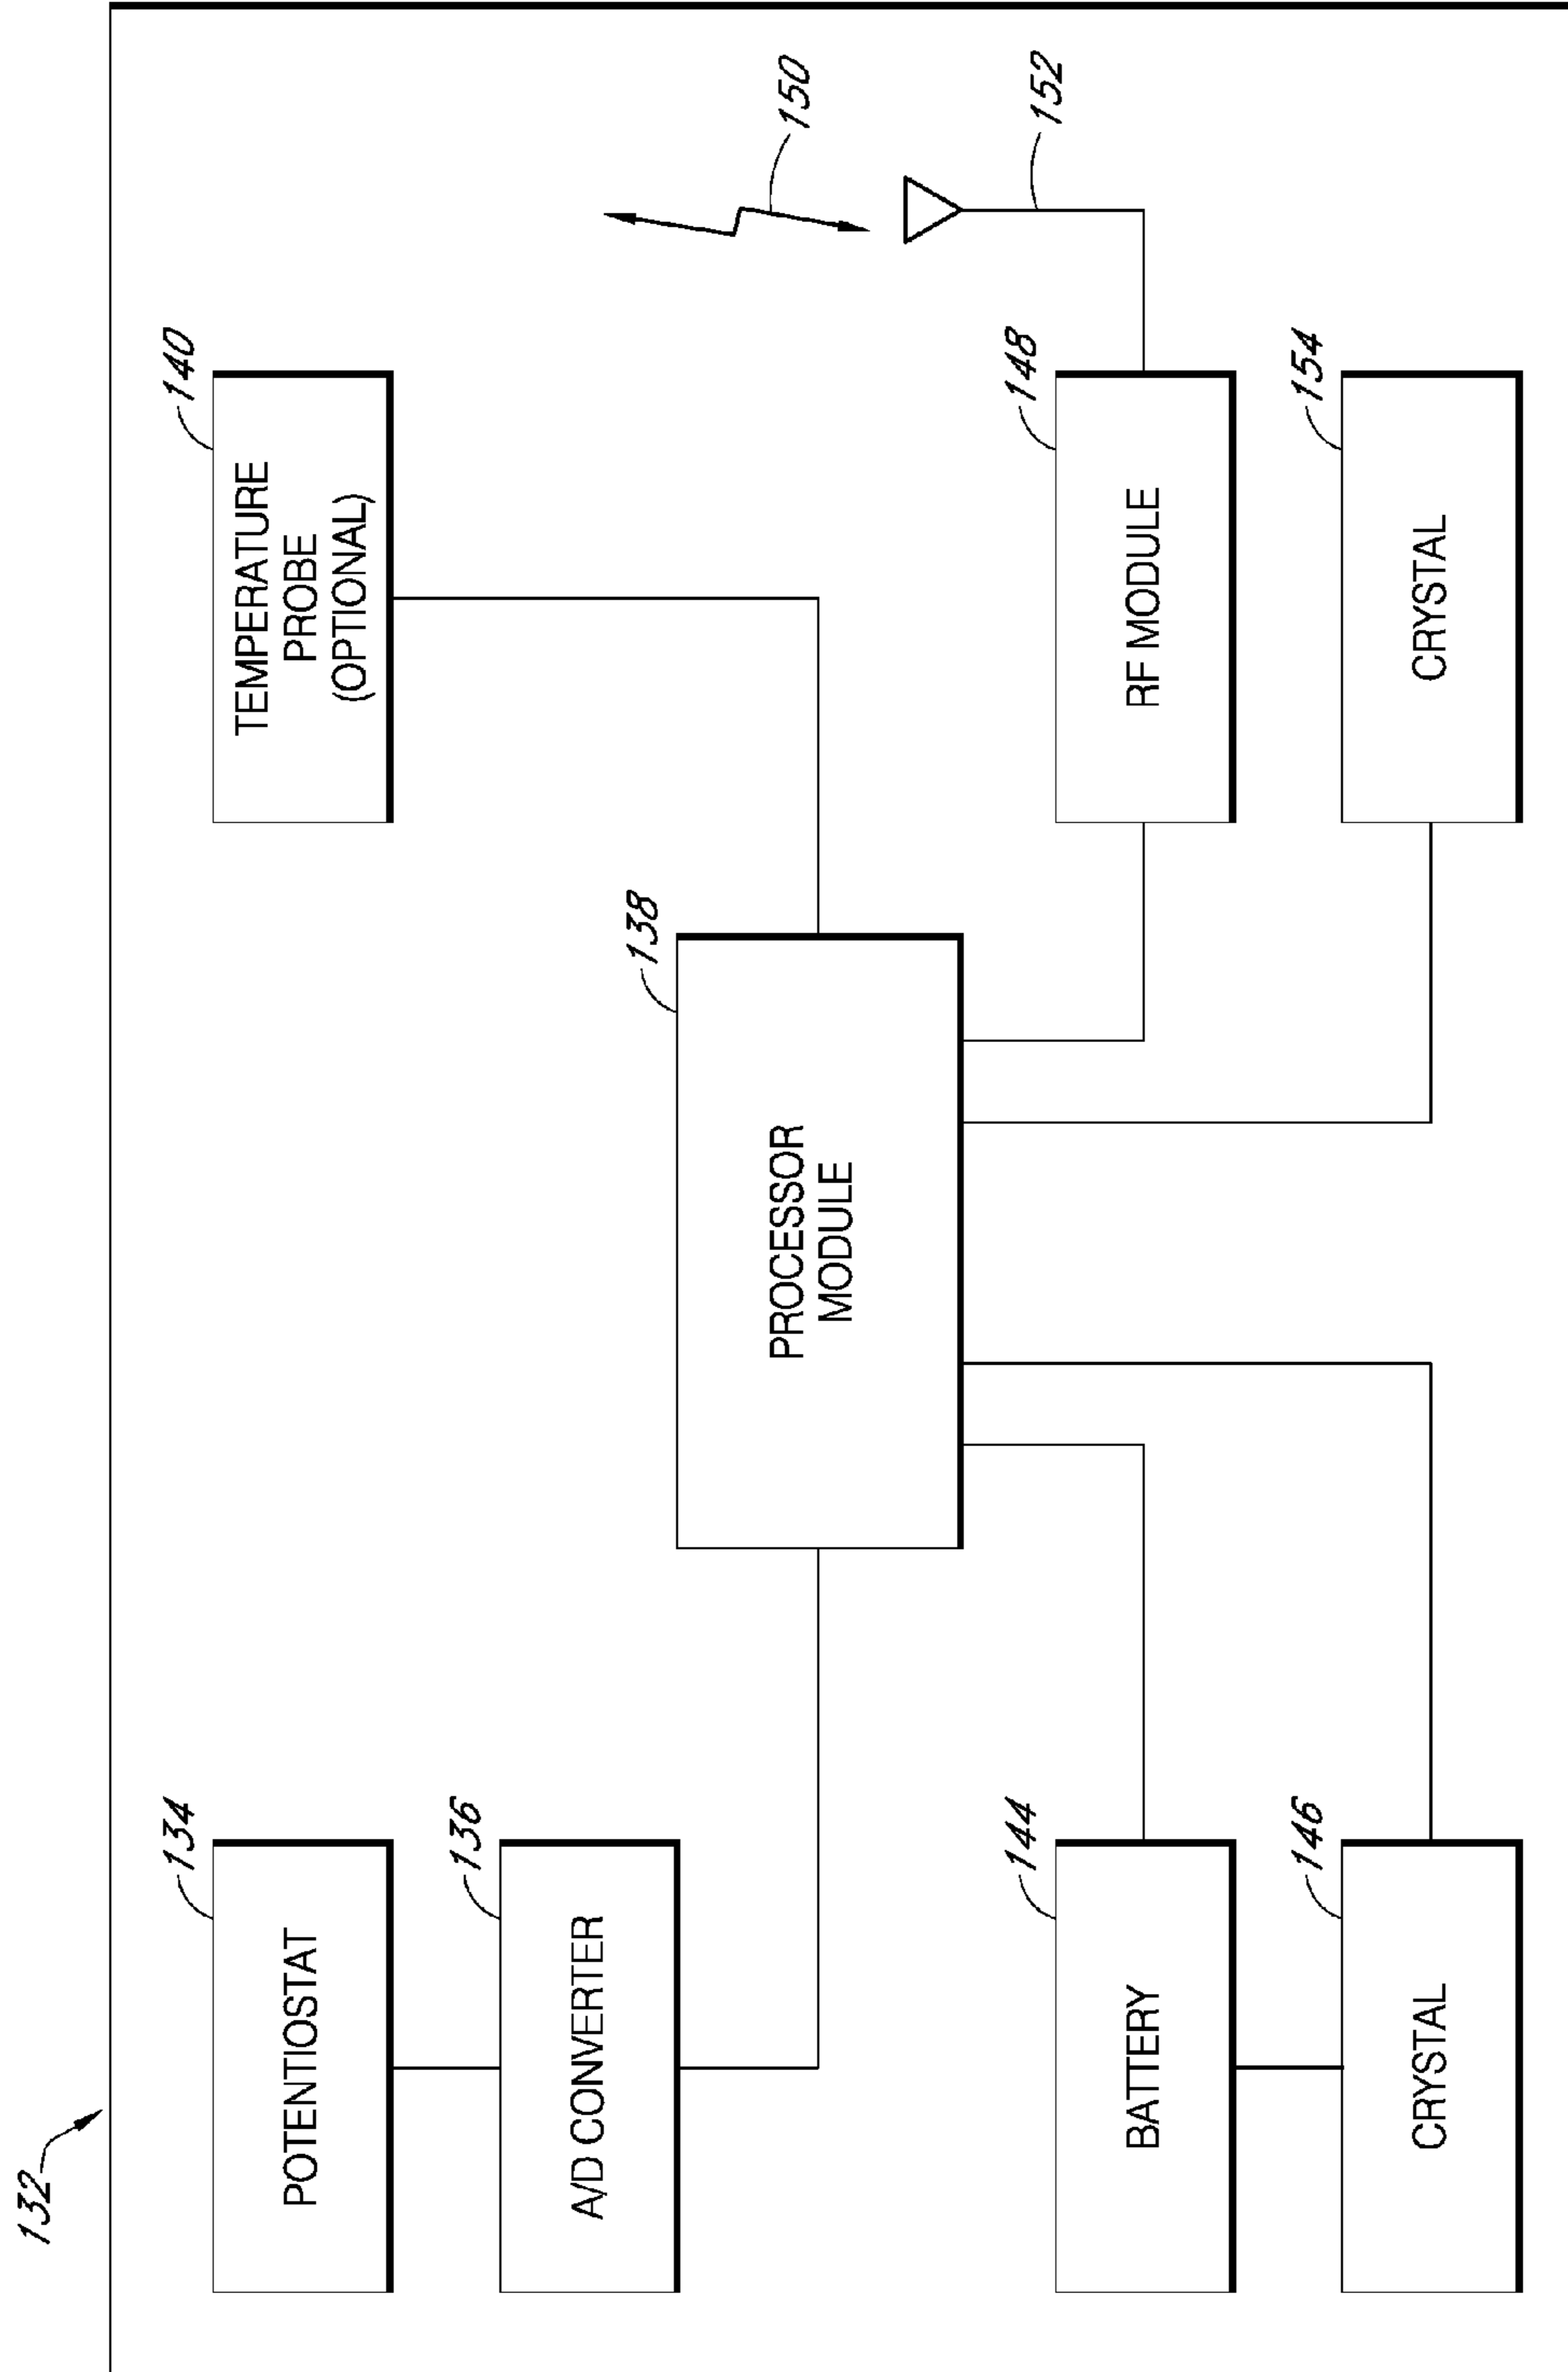 132
134
POTENTIOSTAT
136
A/D CONVERTER
138
PROCESSOR
MODULE
140
TEMPERATURE
PROBE
(OPTIONAL)
150
152
144
BATTERY
146
CRYSTAL
148
RF MODULE
154
CRYSTAL